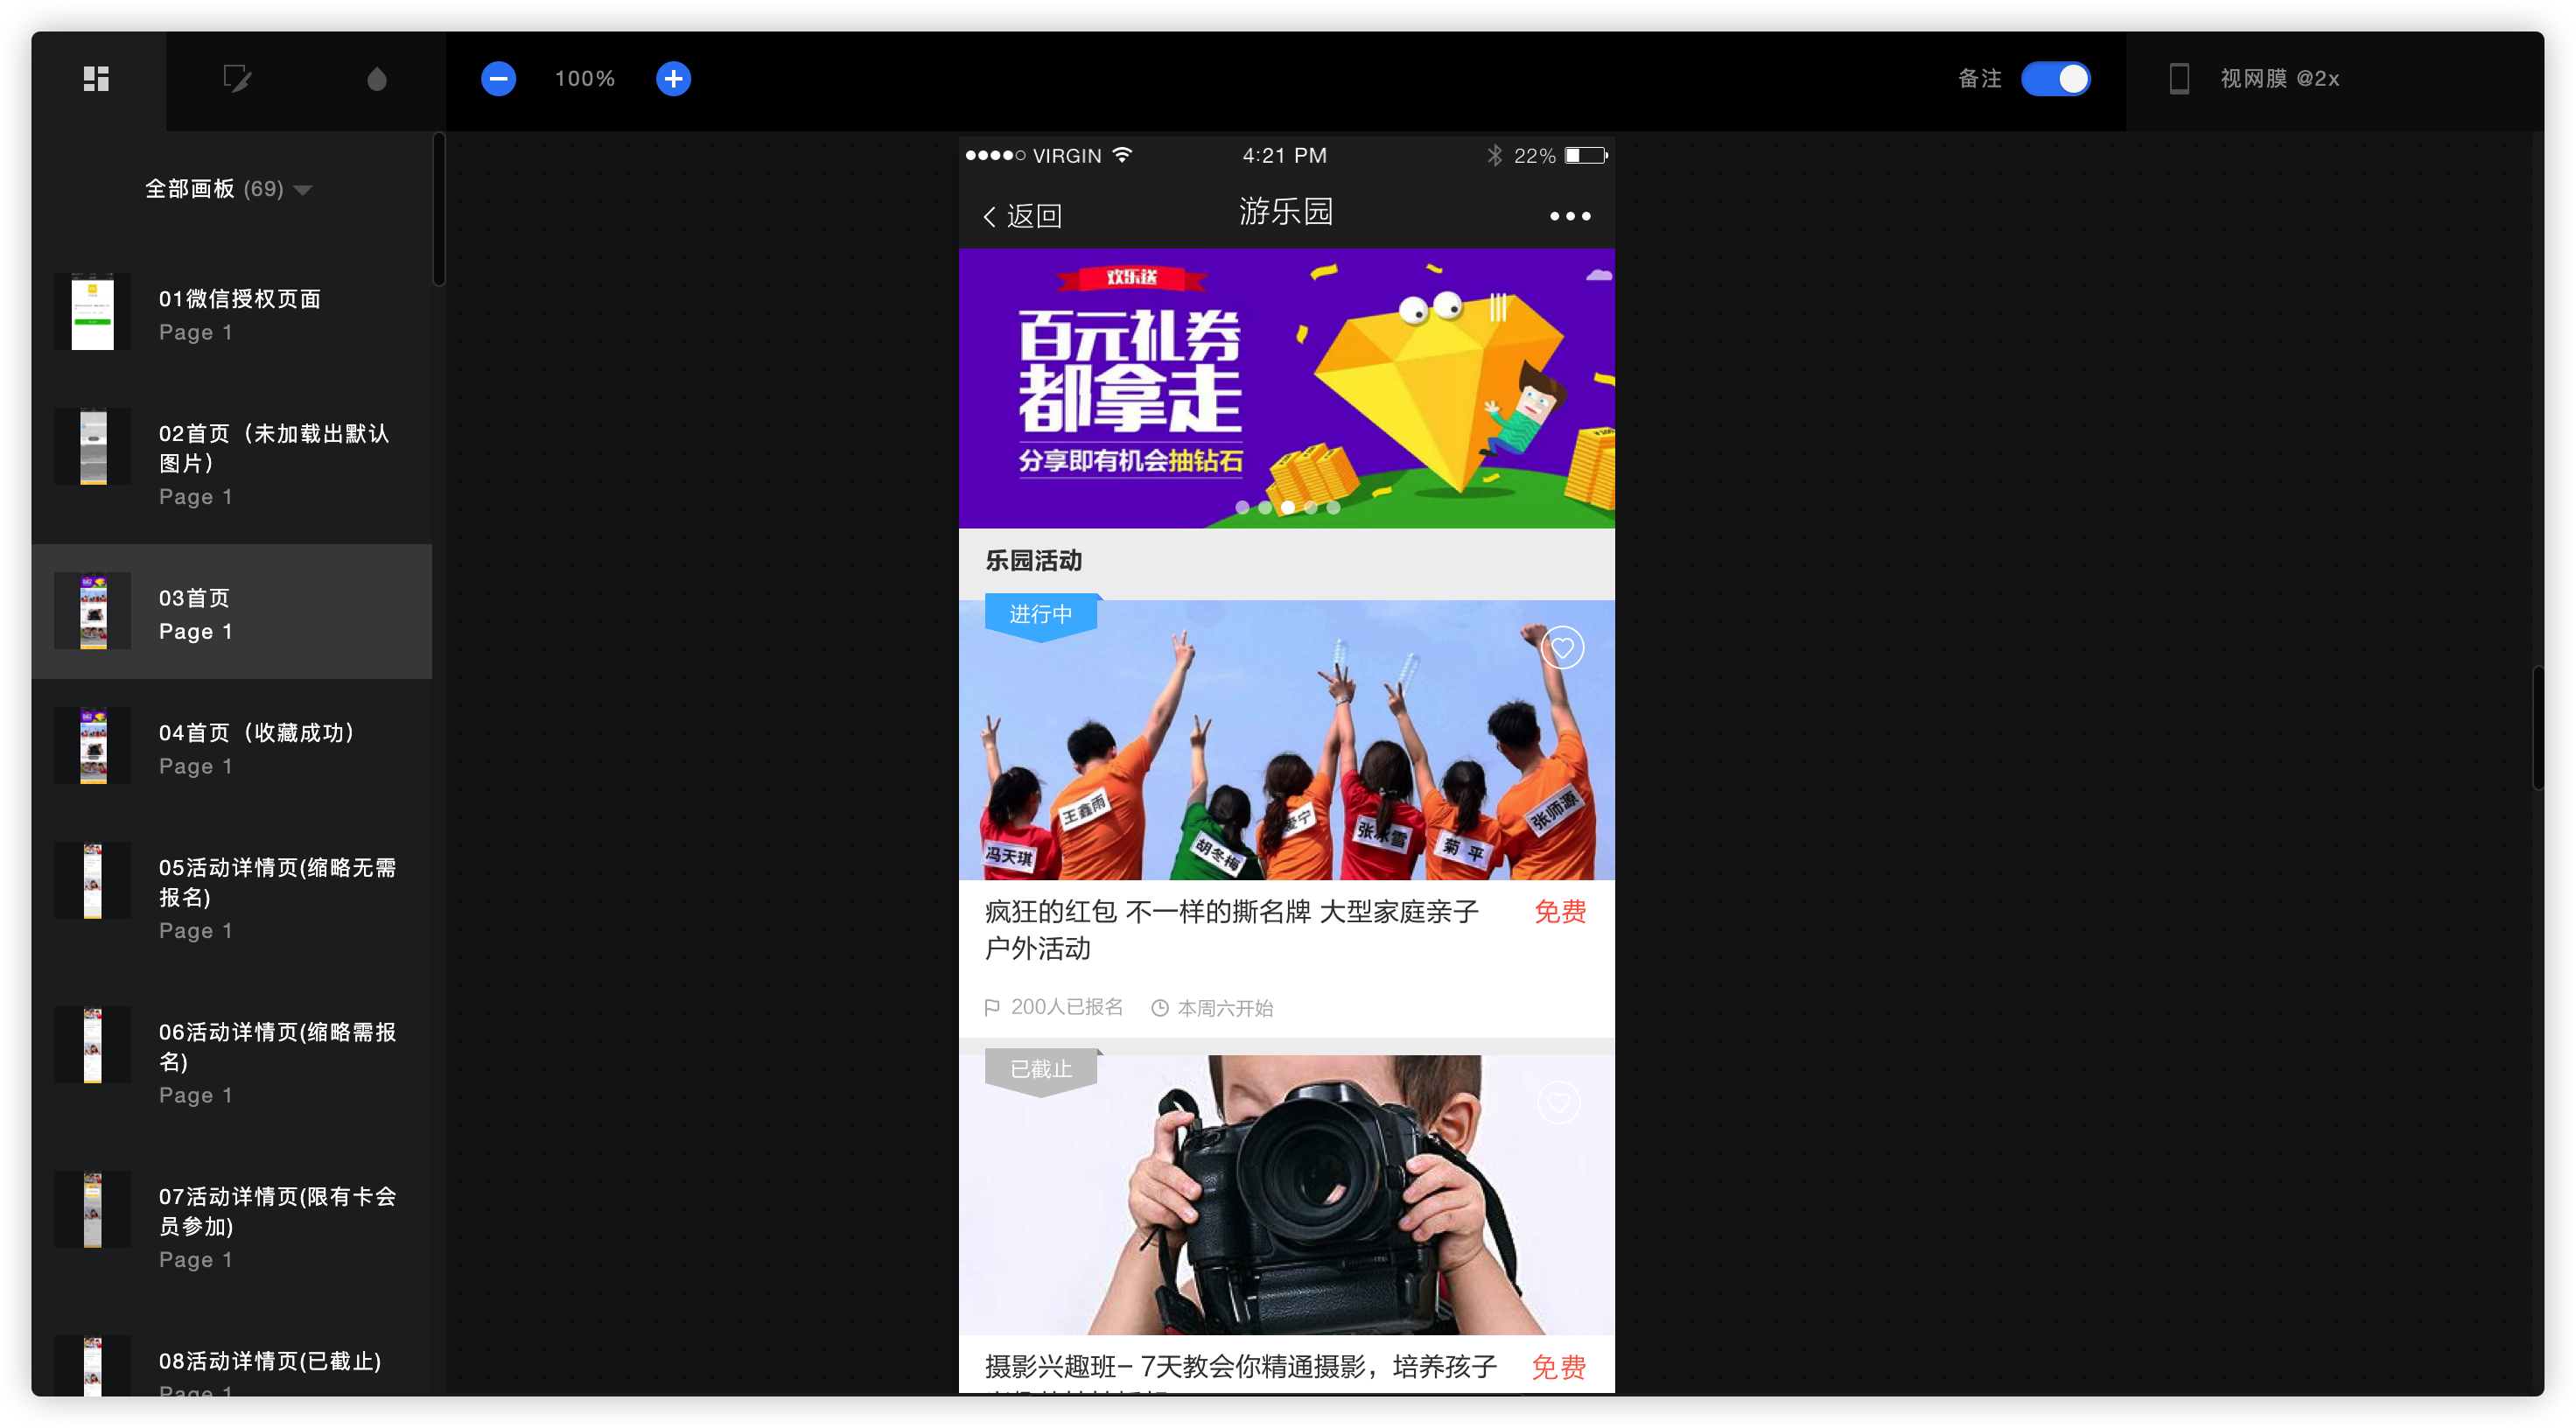 100%
备注
视网膜 @2x
全部画板 (69)
01微信授权页面
Page 1
02首页（未加载出默认
图片）
Page 1
03首页
Page 1
04首页（收藏成功）
Page 1
05活动详情页(缩略无需
报名)
Page 1
06活动详情页(缩略需报
名)
Page 1
07活动详情页(限有卡会
员参加)
Page 1
08活动详情页(已截止)
Page 1
VIRGIN
4:21 PM
22%
返回
游乐园
欢乐送
百元礼券
都拿走
分享即有机会抽钻石
乐园活动
进行中
王鑫雨
冯天琪
胡冬梅
爱宁
张冰雪
菊 平
张师源
疯狂的红包 不一样的撕名牌 大型家庭亲子
户外活动
免费
200人已报名
本周六开始
已截止
摄影兴趣班- 7天教会你精通摄影，培养孩子
免费